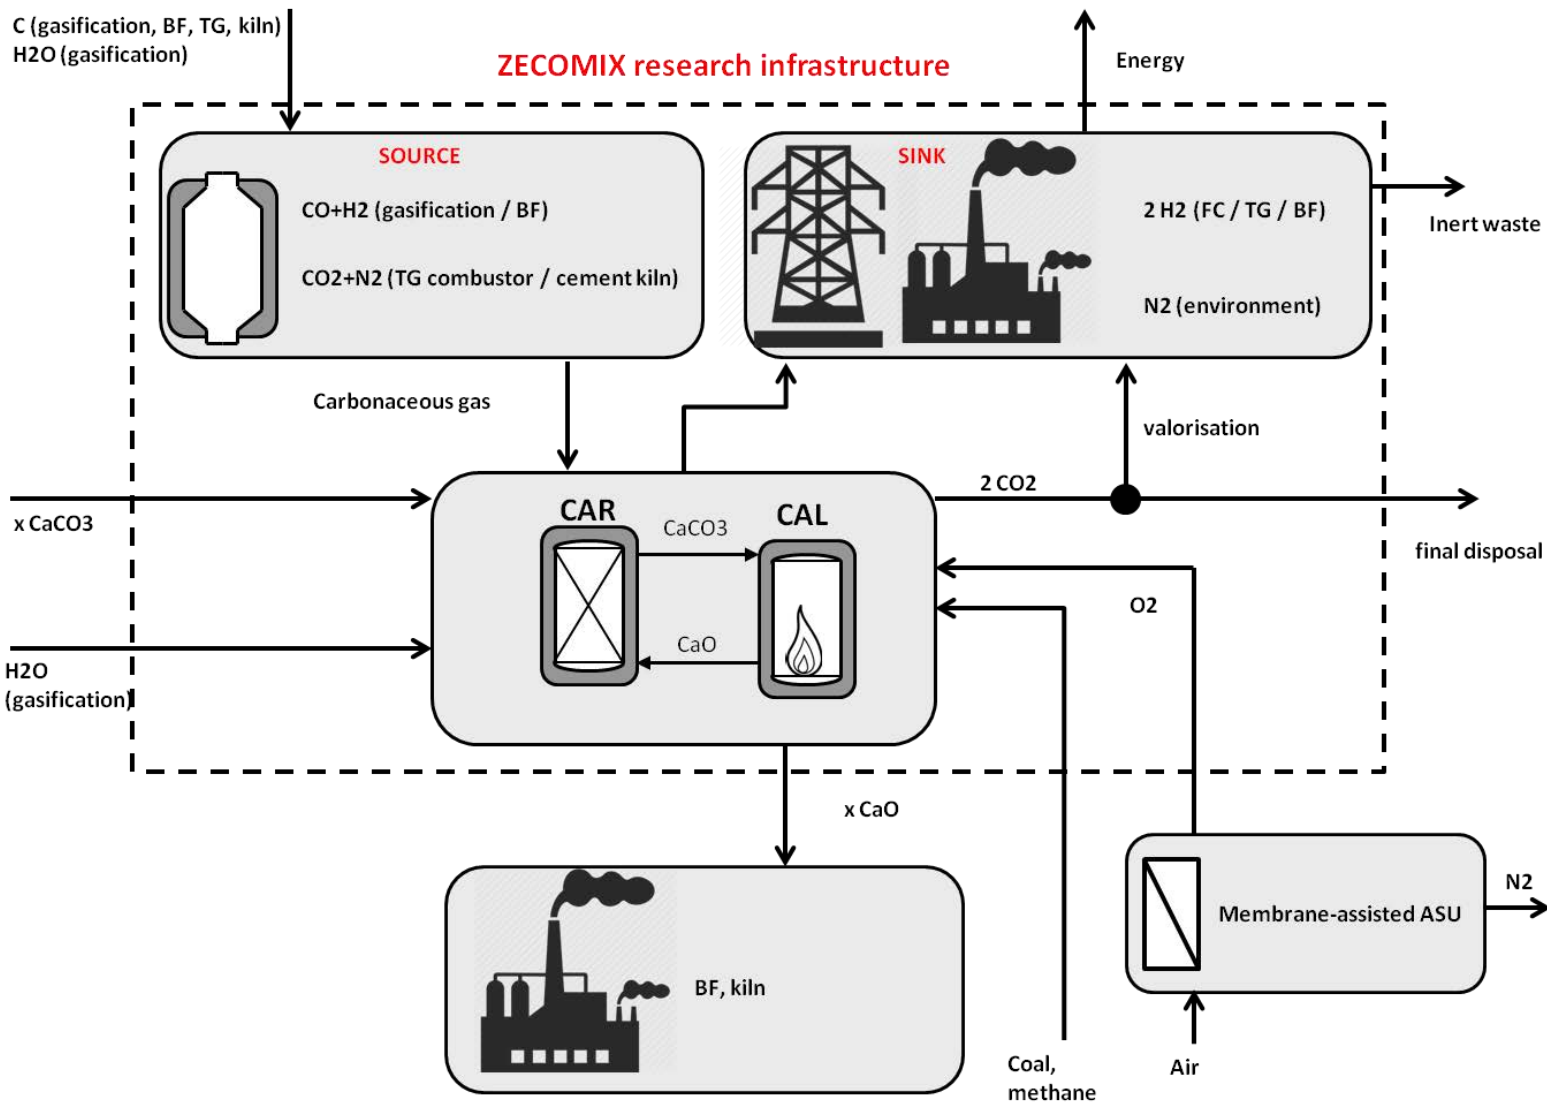 C (gasification, BF, TG, kiln)
H2O (gasification)
ZECOMIX research infrastructure
Energy
SOURCE
CO+H2 (gasification / BF)
CO2+N2 (TG combustor / cement kiln)
SINK
2 H2 (FC / TG / BF)
N2 (environment)
Inert waste
Carbonaceous gas
valorisation
x CaCO3
2 CO2
final disposal
CAR
CAL
CaCO3
CaO
O2
H2O
(gasification)
x CaO
BF, kiln
Membrane-assisted ASU
N2
Coal,
methane
Air